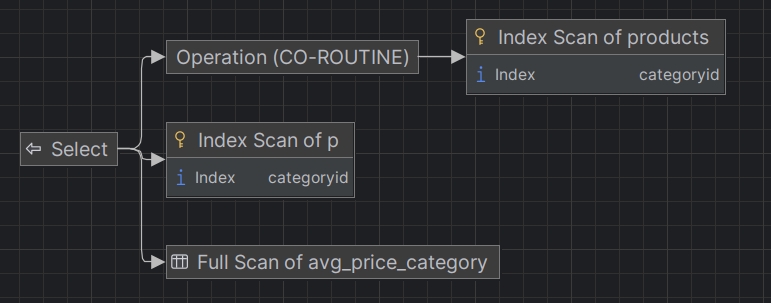 Index Scan of products
Operation (CO-ROUTINE)
Index categoryid
Index Scan of p
Select
Index categoryid
Full Scan of avg_price_category